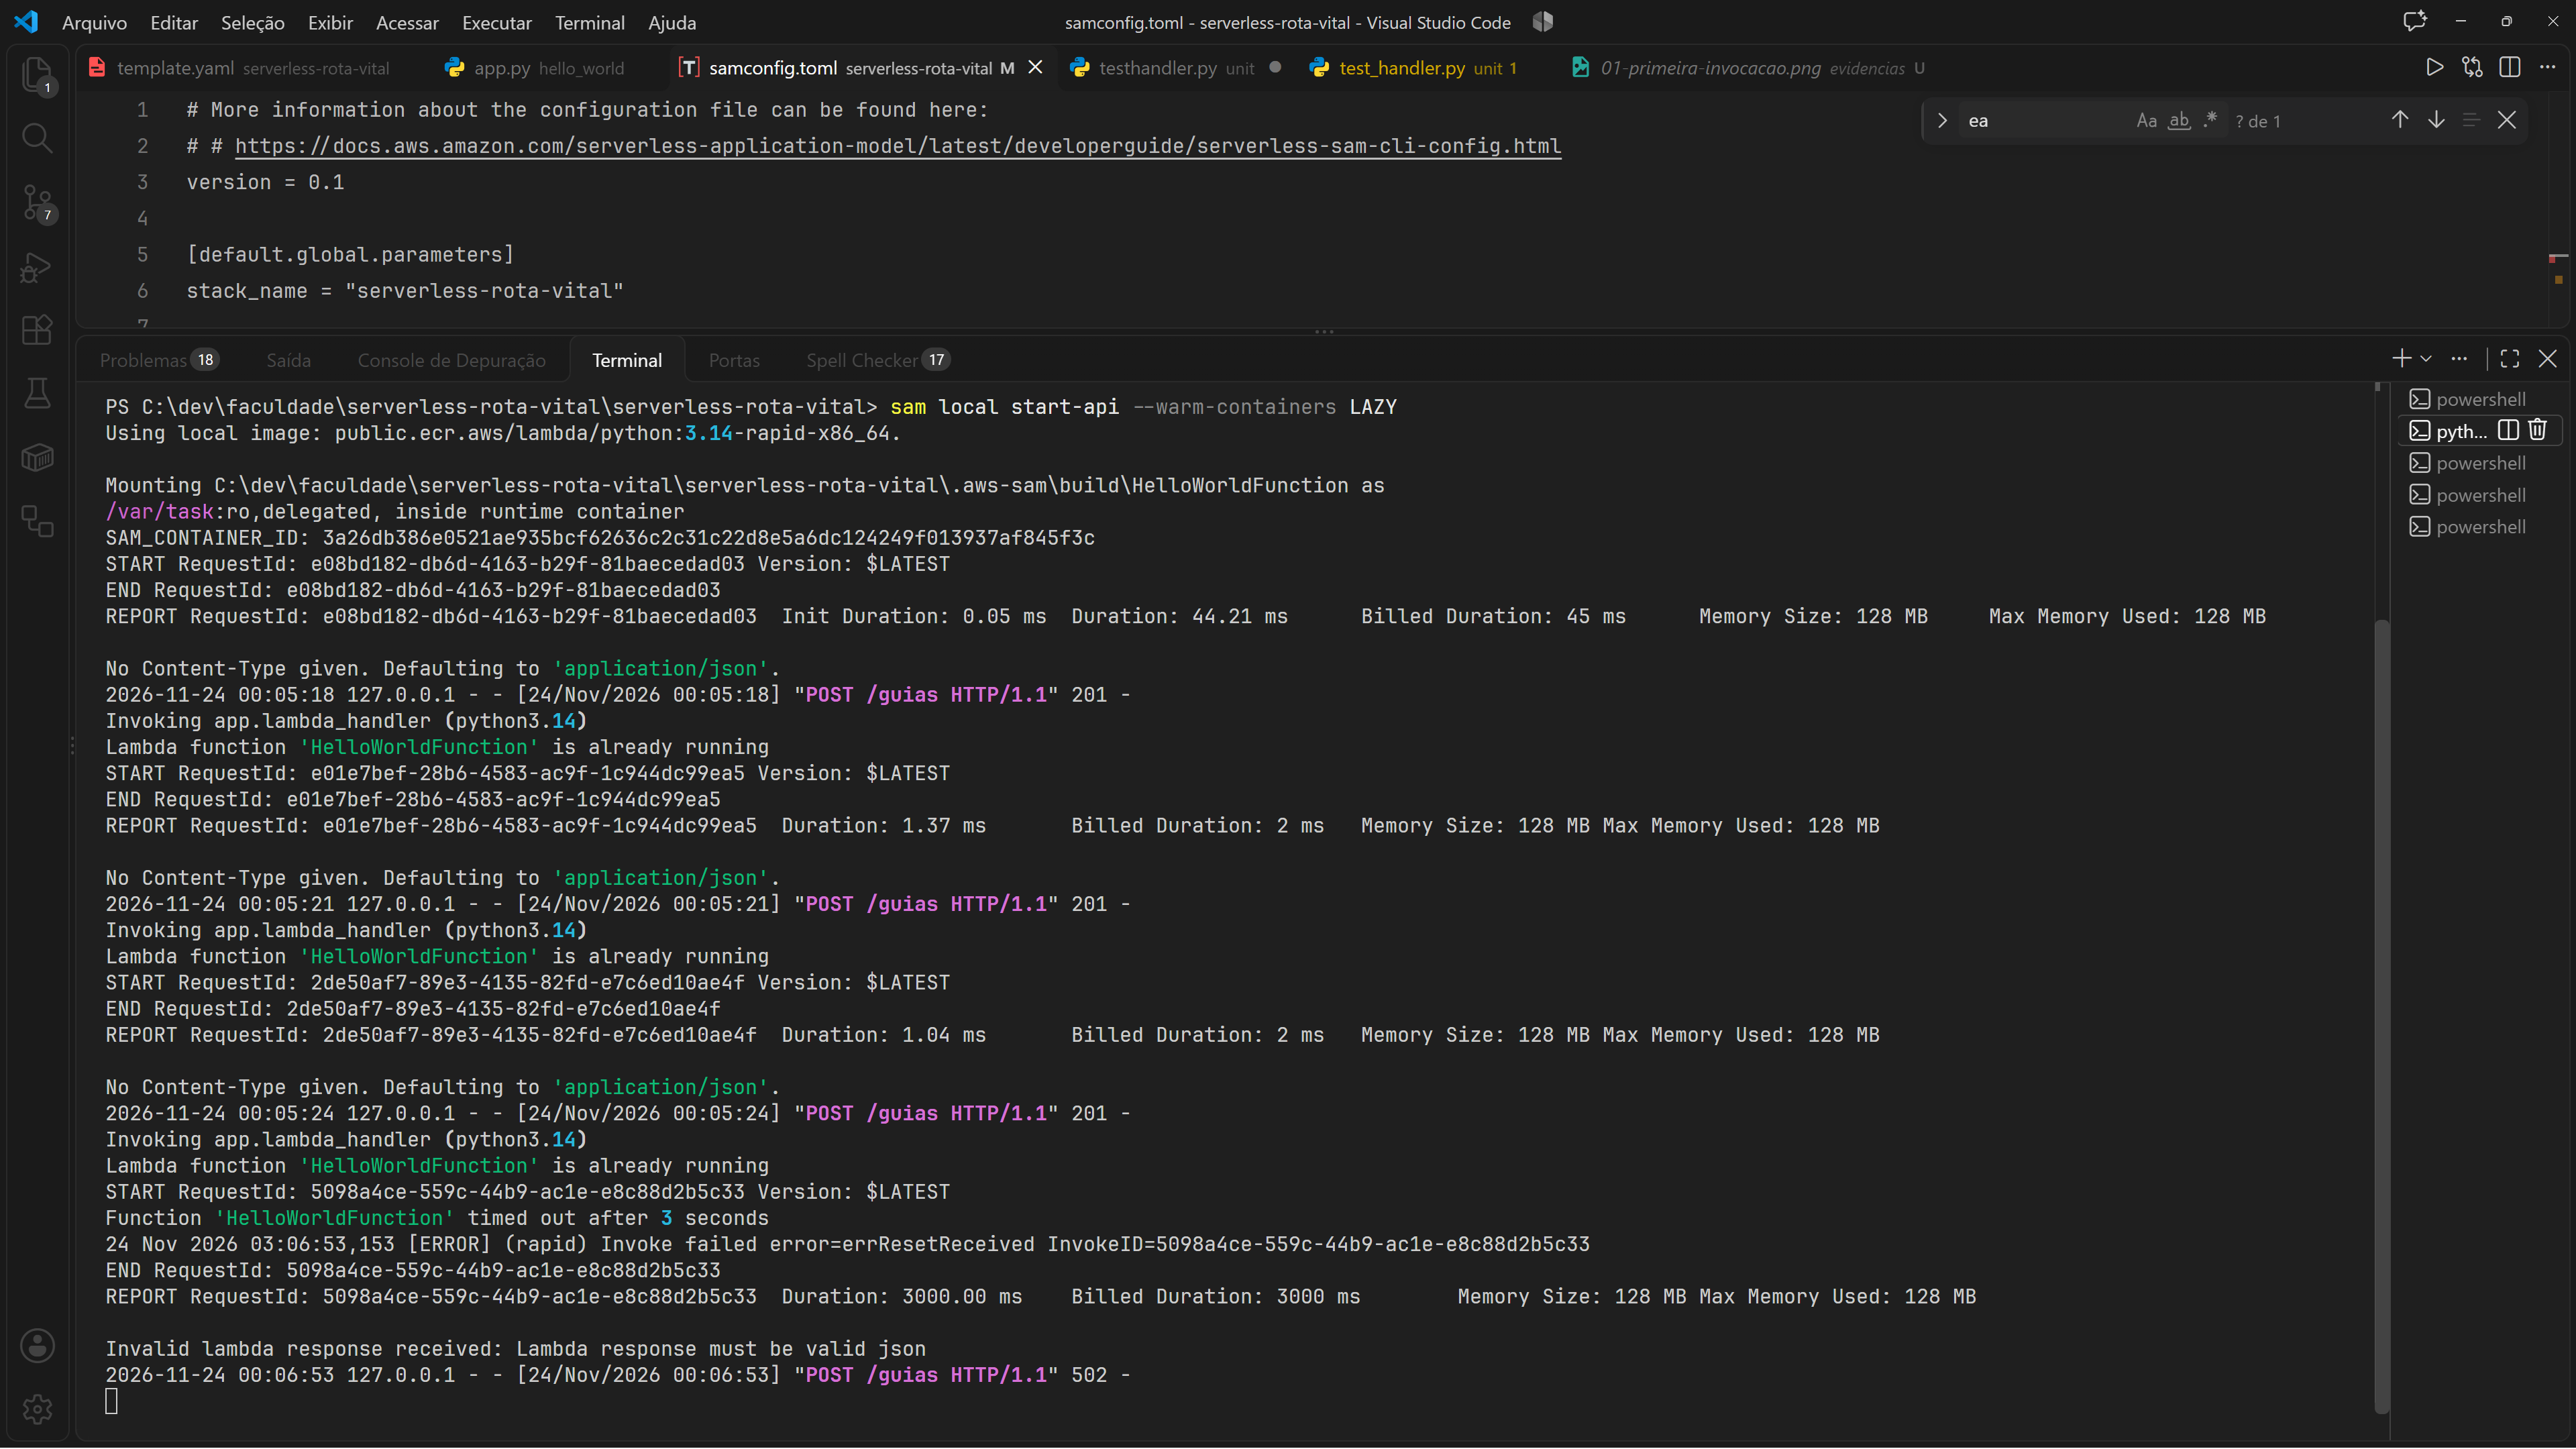 Arquivo Editar Seleção Exibir Acessar Executar Terminal Ajuda
samconfig.toml - serverless-rota-vital - Visual Studio Code
template.yaml serverless-rota-vital
app.py hello_world
[T] samconfig.toml serverless-rota-vital M
testhandler.py unit
test_handler.py unit 1
01-primeira-invocacao.png evidencias U
ea
Aa ab .* ? de 1
1 # More information about the configuration file can be found here:
2 # # https://docs.aws.amazon.com/serverless-application-model/latest/developerguide/serverless-sam-cli-config.html
3 version = 0.1
4
5 [default.global.parameters]
6 stack_name = "serverless-rota-vital"
7
1
7
Problemas 18 Saída Console de Depuração Terminal Portas Spell Checker 17
PS C:\dev\faculdade\serverless-rota-vital\serverless-rota-vital> sam local start-api --warm-containers LAZY
Using local image: public.ecr.aws/lambda/python:3.14-rapid-x86_64.
Mounting C:\dev\faculdade\serverless-rota-vital\serverless-rota-vital\.aws-sam\build\HelloWorldFunction as
/var/task:ro,delegated, inside runtime container
SAM_CONTAINER_ID: 3a26db386e0521ae935bcf62636c2c31c22d8e5a6dc124249f013937af845f3c
START RequestId: e08bd182-db6d-4163-b29f-81baecedad03 Version: $LATEST
END RequestId: e08bd182-db6d-4163-b29f-81baecedad03
REPORT RequestId: e08bd182-db6d-4163-b29f-81baecedad03 Init Duration: 0.05 ms Duration: 44.21 ms Billed Duration: 45 ms Memory Size: 128 MB Max Memory Used: 128 MB
No Content-Type given. Defaulting to 'application/json'.
2026-11-24 00:05:18 127.0.0.1 - - [24/Nov/2026 00:05:18] "POST /guias HTTP/1.1" 201 -
Invoking app.lambda_handler (python3.14)
Lambda function 'HelloWorldFunction' is already running
START RequestId: e01e7bef-28b6-4583-ac9f-1c944dc99ea5 Version: $LATEST
END RequestId: e01e7bef-28b6-4583-ac9f-1c944dc99ea5
REPORT RequestId: e01e7bef-28b6-4583-ac9f-1c944dc99ea5 Duration: 1.37 ms Billed Duration: 2 ms Memory Size: 128 MB Max Memory Used: 128 MB
No Content-Type given. Defaulting to 'application/json'.
2026-11-24 00:05:21 127.0.0.1 - - [24/Nov/2026 00:05:21] "POST /guias HTTP/1.1" 201 -
Invoking app.lambda_handler (python3.14)
Lambda function 'HelloWorldFunction' is already running
START RequestId: 2de50af7-89e3-4135-82fd-e7c6ed10ae4f Version: $LATEST
END RequestId: 2de50af7-89e3-4135-82fd-e7c6ed10ae4f
REPORT RequestId: 2de50af7-89e3-4135-82fd-e7c6ed10ae4f Duration: 1.04 ms Billed Duration: 2 ms Memory Size: 128 MB Max Memory Used: 128 MB
No Content-Type given. Defaulting to 'application/json'.
2026-11-24 00:05:24 127.0.0.1 - - [24/Nov/2026 00:05:24] "POST /guias HTTP/1.1" 201 -
Invoking app.lambda_handler (python3.14)
Lambda function 'HelloWorldFunction' is already running
START RequestId: 5098a4ce-559c-44b9-ac1e-e8c88d2b5c33 Version: $LATEST
Function 'HelloWorldFunction' timed out after 3 seconds
24 Nov 2026 03:06:53,153 [ERROR] (rapid) Invoke failed error=errResetReceived InvokeID=5098a4ce-559c-44b9-ac1e-e8c88d2b5c33
END RequestId: 5098a4ce-559c-44b9-ac1e-e8c88d2b5c33
REPORT RequestId: 5098a4ce-559c-44b9-ac1e-e8c88d2b5c33 Duration: 3000.00 ms Billed Duration: 3000 ms Memory Size: 128 MB Max Memory Used: 128 MB
Invalid lambda response received: Lambda response must be valid json
2026-11-24 00:06:53 127.0.0.1 - - [24/Nov/2026 00:06:53] "POST /guias HTTP/1.1" 502 -
powershell
pyth...
powershell
powershell
powershell